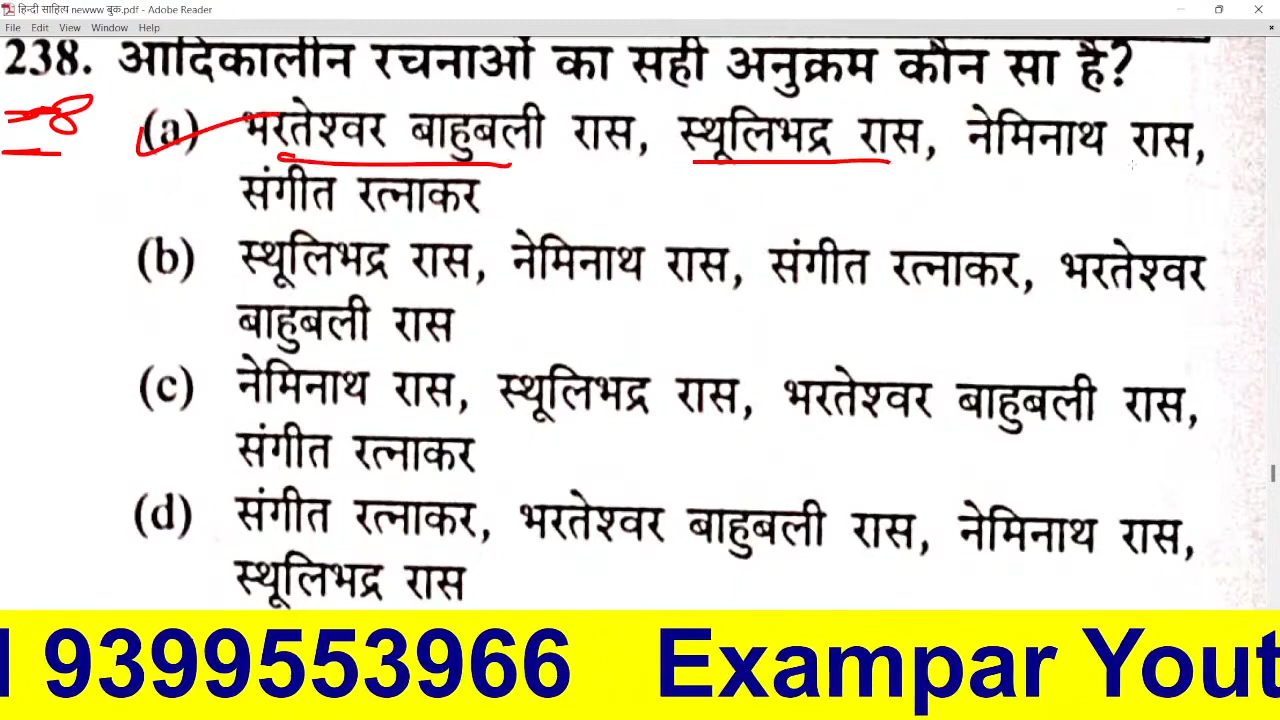 हिन्दी साहित्य newww बुक.pdf - Adobe Reader
File Edit View Window Help
238. आदिकालीन रचनाओं का सही अनुक्रम कौन सा है?
(a) भरतेश्वर बाहुबली रास, स्थूलिभद्र रास, नेमिनाथ रास,
संगीत रत्नाकर
(b) स्थूलिभद्र रास, नेमिनाथ रास, संगीत रत्नाकर, भरतेश्वर
बाहुबली रास
(c) नेमिनाथ रास, स्थूलिभद्र रास, भरतेश्वर बाहुबली रास,
संगीत रत्नाकर
(d) संगीत रत्नाकर, भरतेश्वर बाहुबली रास, नेमिनाथ रास,
स्थूलिभद्र रास
9399553966 Exampar Yout